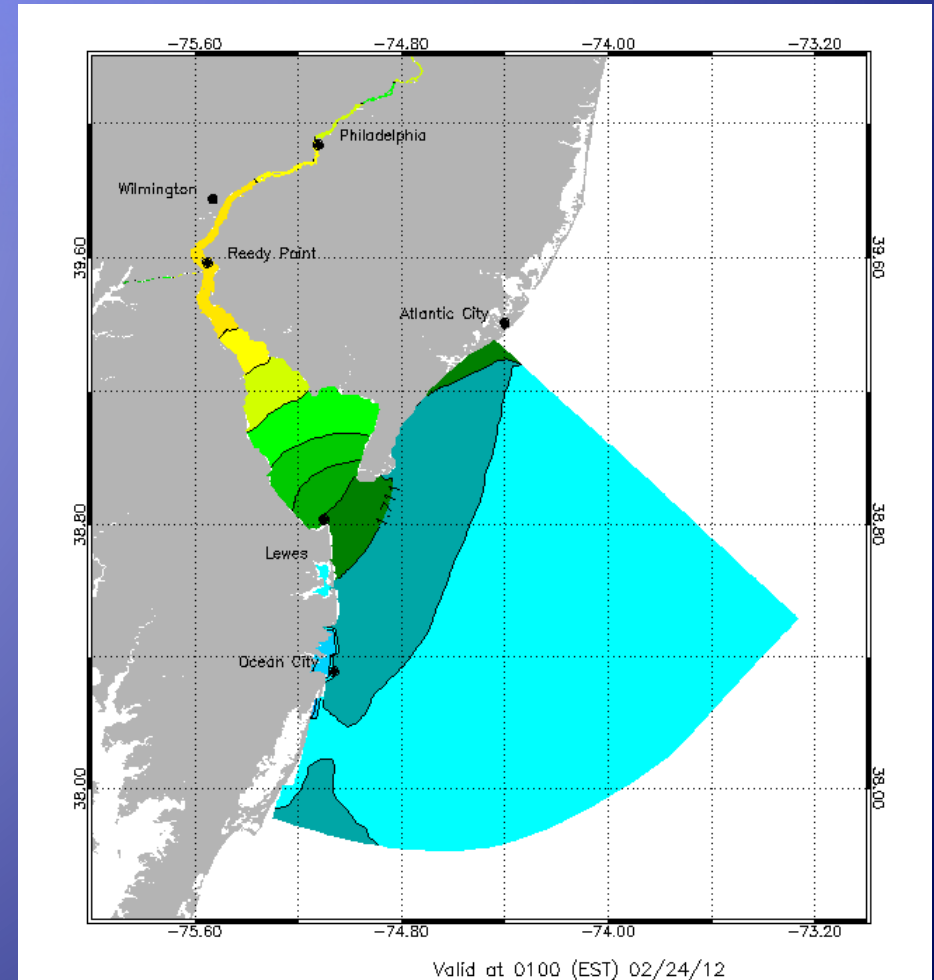 −75.60 −74.80 −74.00 −73.20
Philadelphia
Wilmington
Reedy Point
39.60 39.60
Atlantic City
38.80 38.80
Lewes
Ocean City
38.00 38.00
−75.60 −74.80 −74.00 −73.20
Valid at 0100 (EST) 02/24/12